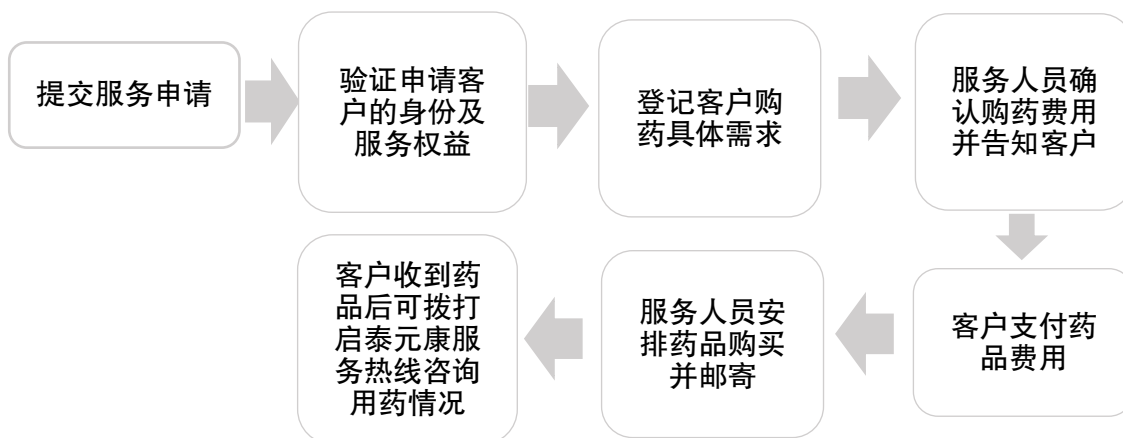 提交服务申请
验证申请客
户的身份及
服务权益
登记客户购
药具体需求
服务人员确
认购药费用
并告知客户
客户支付药
品费用
服务人员安
排药品购买
并邮寄
客户收到药
品后可拨打
启泰元康服
务热线咨询
用药情况